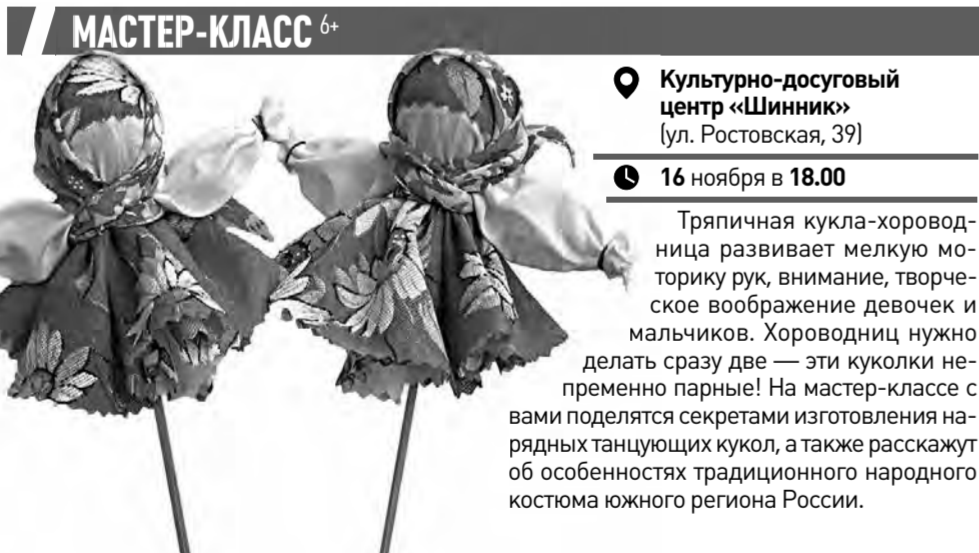 МАСТЕР-КЛАСС 6+
Культурно-досуговый
центр «Шинник»
(ул. Ростовская, 39)
16 ноября в 18.00
Тряпичная кукла-хоровод-
ница развивает мелкую мо-
торику рук, внимание, творче-
ское воображение девочек и
мальчиков. Хороводниц нужно
делать сразу две — эти куколки не-
пременно парные! На мастер-классе с
вами поделятся секретами изготовления на-
рядных танцующих кукол, а также расскажут
об особенностях традиционного народного
костюма южного региона России.